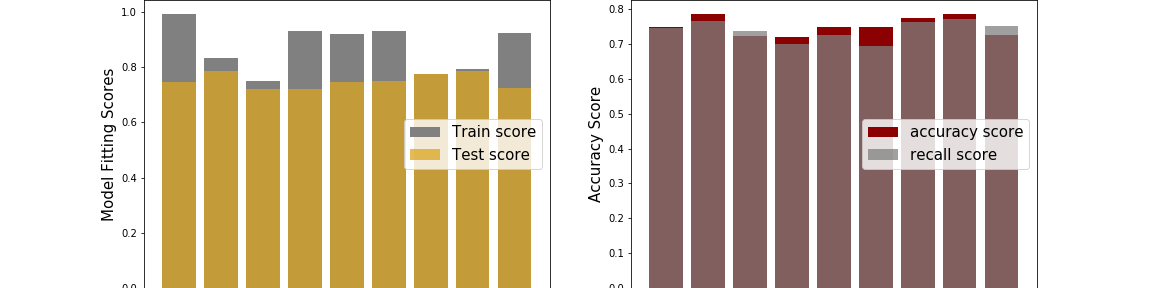 1.0
0.8
0.6
0.4
0.2
0.0
Model Fitting Scores
Train score
Test score
0.8
0.7
0.6
0.5
0.4
0.3
0.2
0.1
0.0
Accuracy Score
accuracy score
recall score